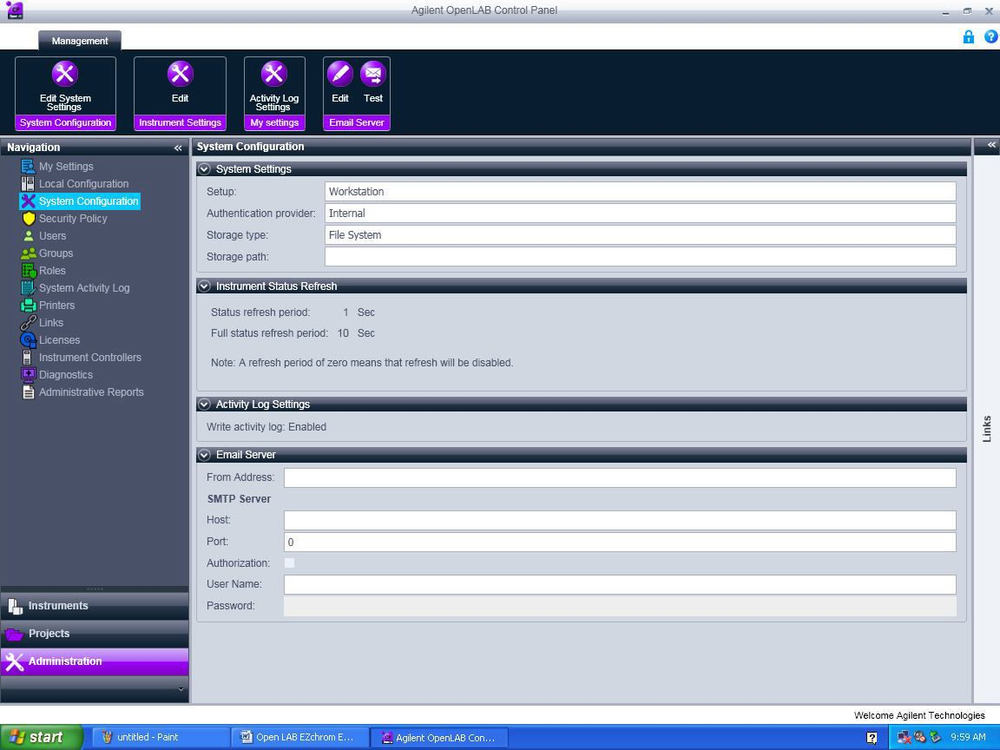 Agilent OpenLAB Control Panel
Management
Edit System
Settings
System Configuration
Edit
Instrument Settings
Activity Log
Settings
My settings
Edit
Test
Email Server
Navigation
My Settings
Local Configuration
System Configuration
Security Policy
Users
Groups
Roles
System Activity Log
Printers
Links
Licenses
Instrument Controllers
Diagnostics
Administrative Reports
Instruments
Projects
Administration
System Configuration
System Settings
Setup: Workstation
Authentication provider: Internal
Storage type: File System
Storage path:
Instrument Status Refresh
Status refresh period: 1 Sec
Full status refresh period: 10 Sec
Note: A refresh period of zero means that refresh will be disabled.
Activity Log Settings
Write activity log: Enabled
Email Server
From Address:
SMTP Server
Host:
Port: 0
Authorization:
User Name:
Password:
Links
Welcome Agilent Technologies
start
untitled - Paint
Open LAB EZchrom E...
Agilent OpenLAB Con...
9:59 AM